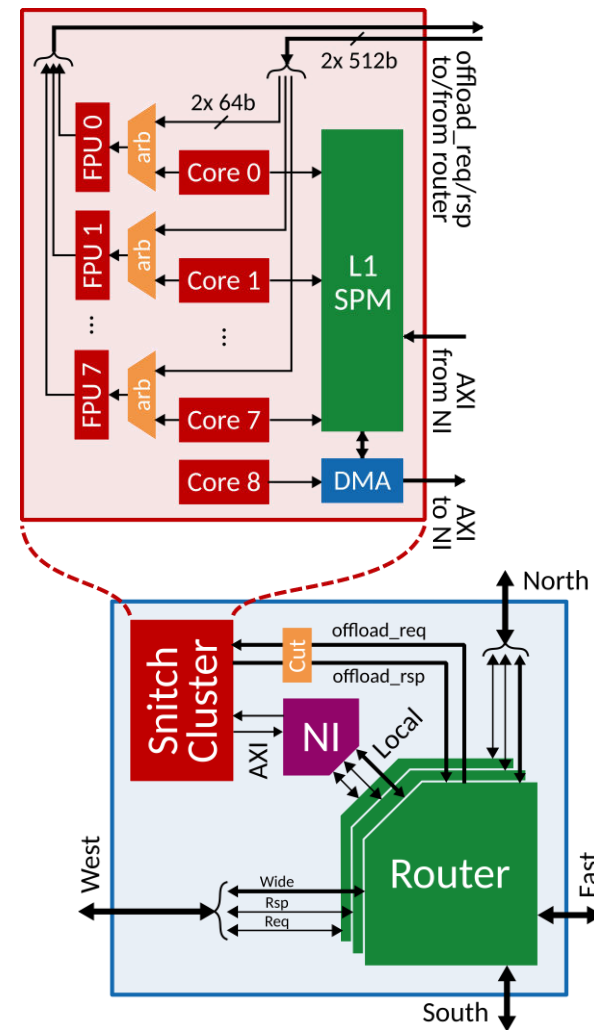 2x 512b
offload_req/rsp
to/from router
2x 64b
FPU 0
arb
Core 0
FPU 1
arb
Core 1
L1
SPM
...
...
FPU 7
arb
Core 7
AXI
from NI
Core 8
DMA
AXI
to NI
North
Snitch
Cluster
Cut
offload_req
offload_rsp
AXI
NI
Local
West
Wide
Rsp
Req
Router
East
South